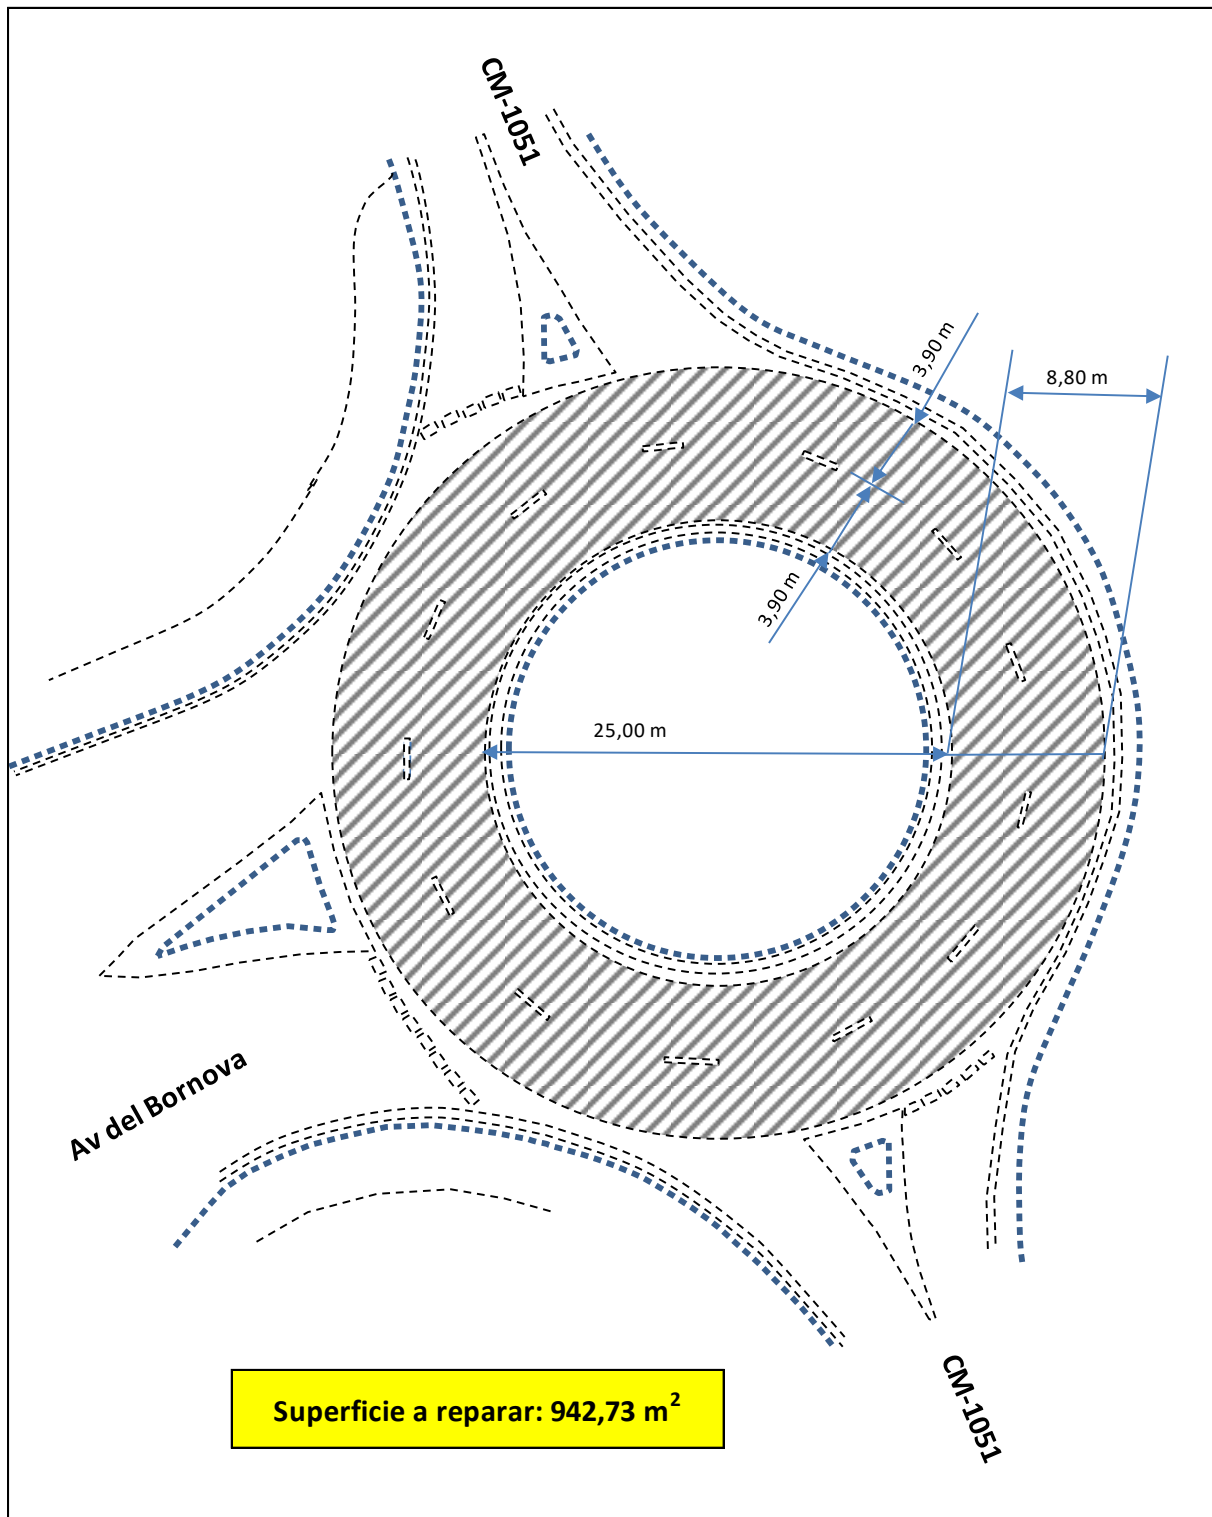 CM-1051
3,90 m
8,80 m
3,90 m
25,00 m
Av del Bornova
Superficie a reparar: 942,73 m²
CM-1051